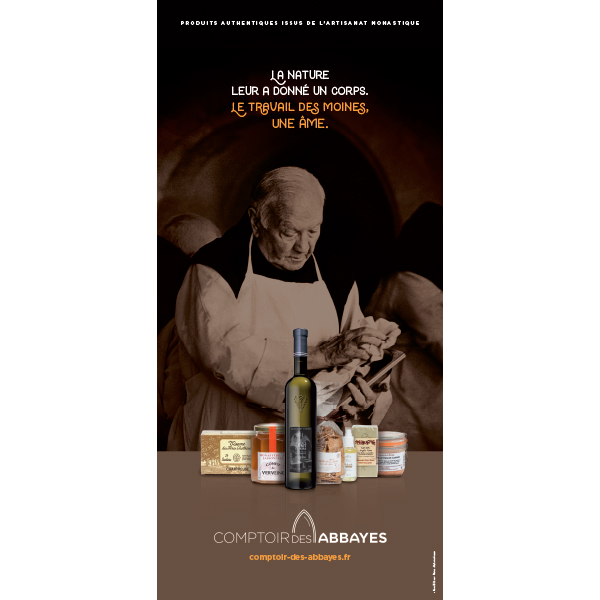 PRODUITS AUTHENTIQUES ISSUS DE L'ARTISANAT MONASTIQUE
LA NATURE
LEUR A DONNÉ UN CORPS.
LE TRAVAIL DES MOINES,
UNE ÂME.
VERVEINE
COMPTOIR DES ABBAYES
comptoir-des-abbayes.fr